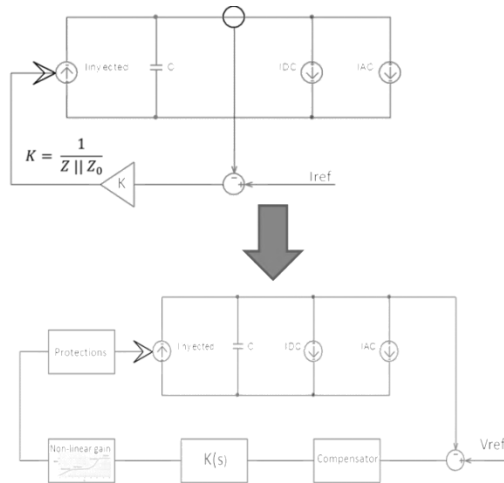 Iinyected
C
IDC
IAC
K = 1 / Z || Z₀
K
-
+
Iref
Protections
Iinyected
C
IDC
IAC
Non-linear gain
K(s)
Compensator
-
+
Vref